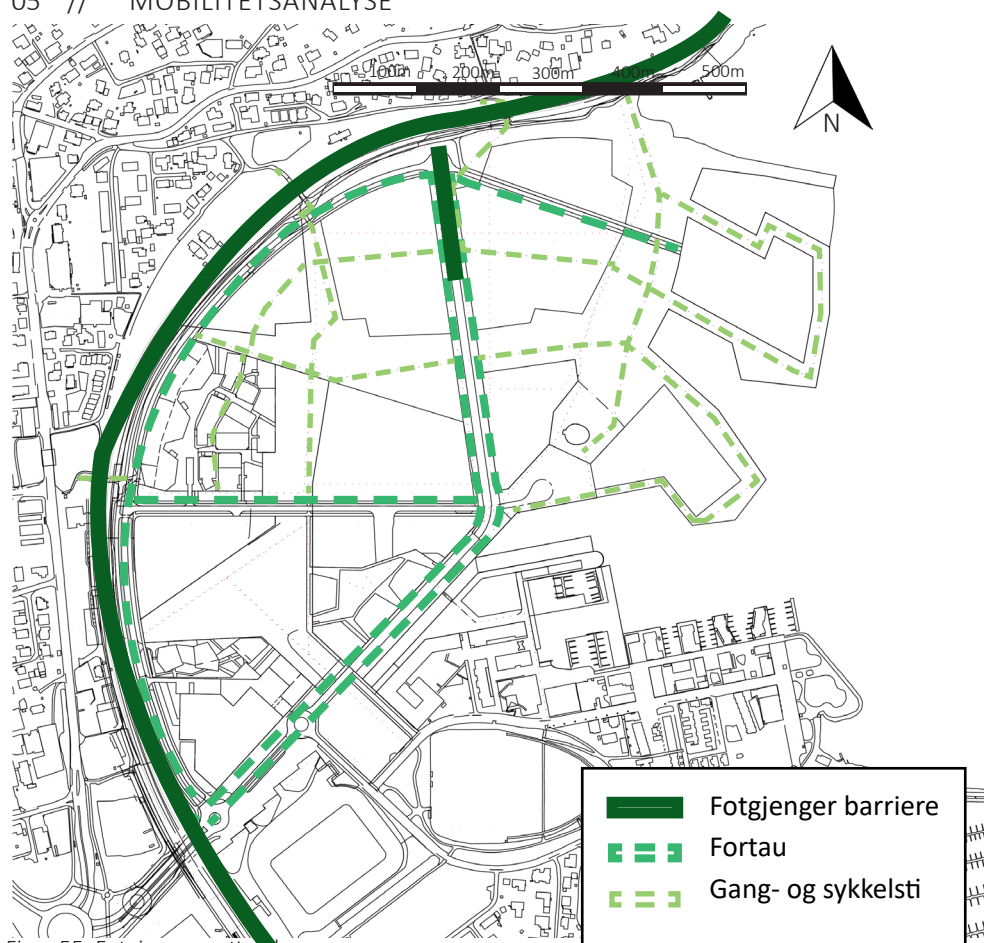 05 // MOBILITETSANALYSE
100m 200m 300m 400m 500m
N
Fotgjenger barriere
Fortau
Gang- og sykkelsti